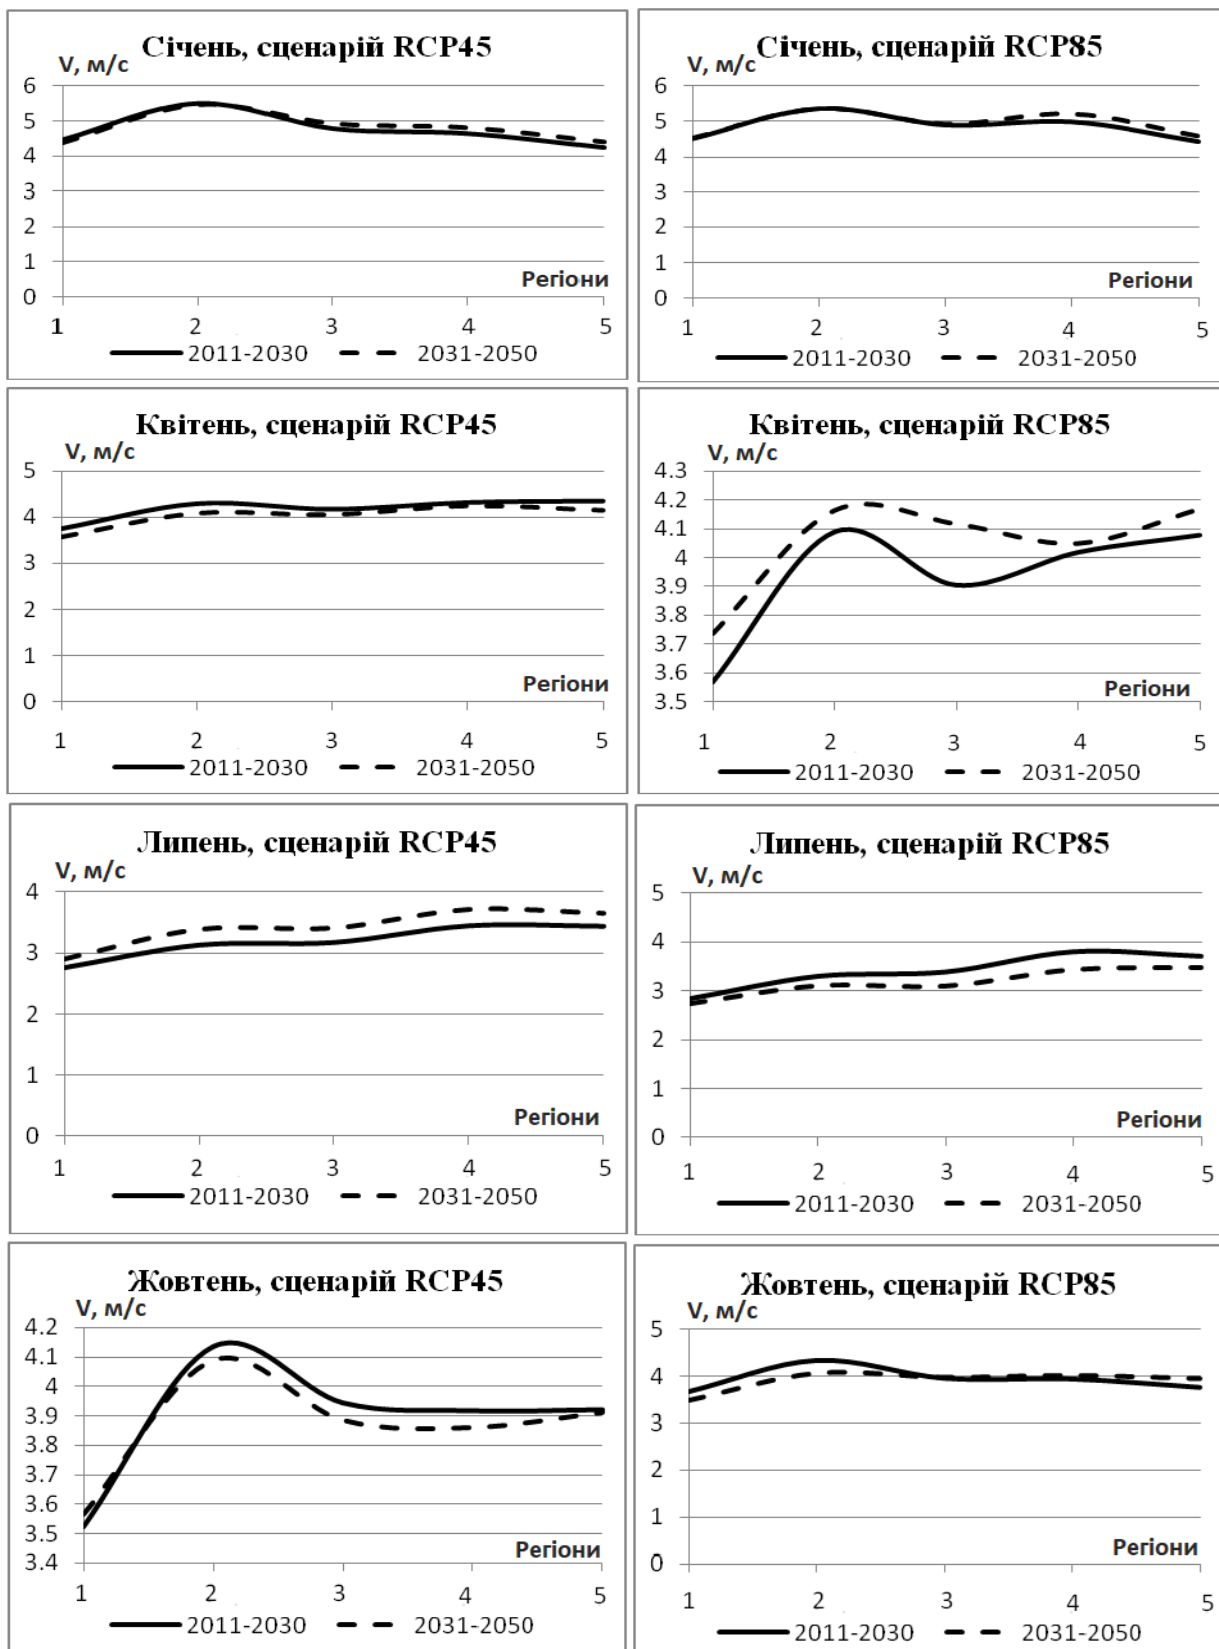 Січень, сценарій RCP45
V, м/с
6
5
4
3
2
1
0
Регіони
1 2 3 4 5
2011-2030 2031-2050
Січень, сценарій RCP85
V, м/с
6
5
4
3
2
1
0
Регіони
1 2 3 4 5
2011-2030 2031-2050
Квітень, сценарій RCP45
V, м/с
5
4
3
2
1
0
Регіони
1 2 3 4 5
2011-2030 2031-2050
Квітень, сценарій RCP85
V, м/с
4.3
4.2
4.1
4
3.9
3.8
3.7
3.6
3.5
Регіони
1 2 3 4 5
2011-2030 2031-2050
Липень, сценарій RCP45
V, м/с
4
3
2
1
0
Регіони
1 2 3 4 5
2011-2030 2031-2050
Липень, сценарій RCP85
V, м/с
5
4
3
2
1
0
Регіони
1 2 3 4 5
2011-2030 2031-2050
Жовтень, сценарій RCP45
V, м/с
4.2
4.1
4
3.9
3.8
3.7
3.6
3.5
3.4
Регіони
1 2 3 4 5
2011-2030 2031-2050
Жовтень, сценарій RCP85
V, м/с
5
4
3
2
1
0
Регіони
1 2 3 4 5
2011-2030 2031-2050